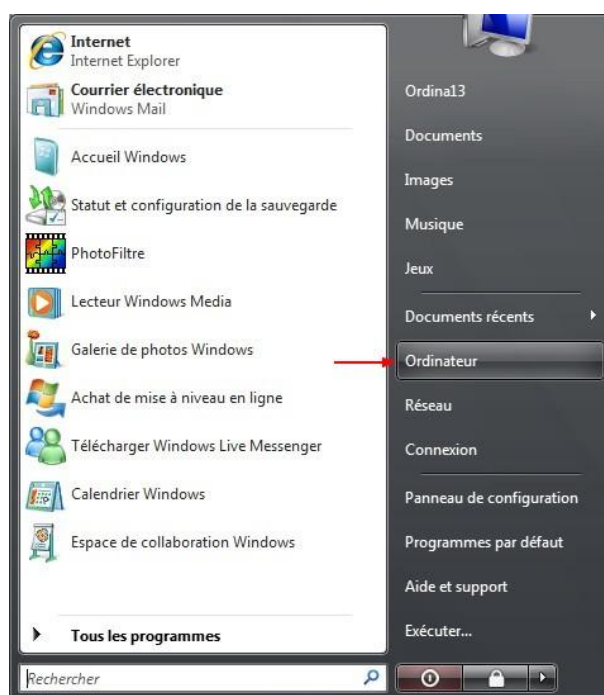 Internet
Internet Explorer
Courrier électronique
Windows Mail
Accueil Windows
Statut et configuration de la sauvegarde
PhotoFiltre
Lecteur Windows Media
Galerie de photos Windows
Achat de mise à niveau en ligne
Télécharger Windows Live Messenger
Calendrier Windows
Espace de collaboration Windows
Tous les programmes
Rechercher
Ordina13
Documents
Images
Musique
Jeux
Documents récents
Ordinateur
Réseau
Connexion
Panneau de configuration
Programmes par défaut
Aide et support
Exécuter...